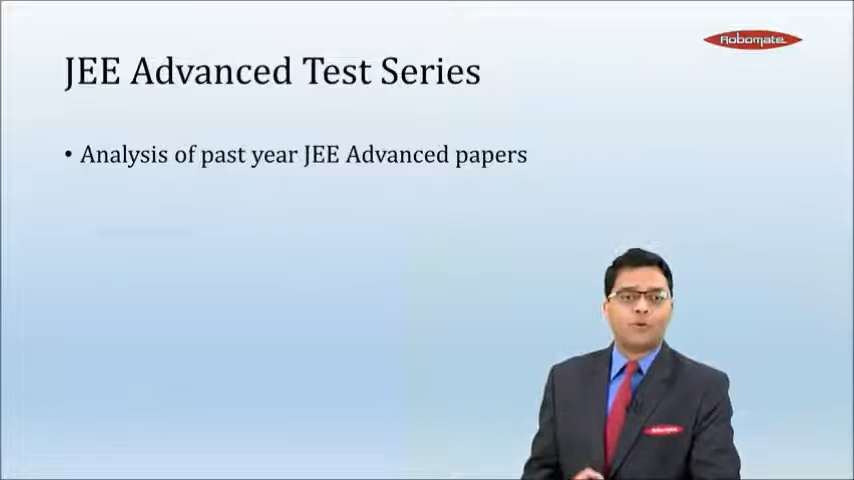 Robomate
JEE Advanced Test Series
• Analysis of past year JEE Advanced papers